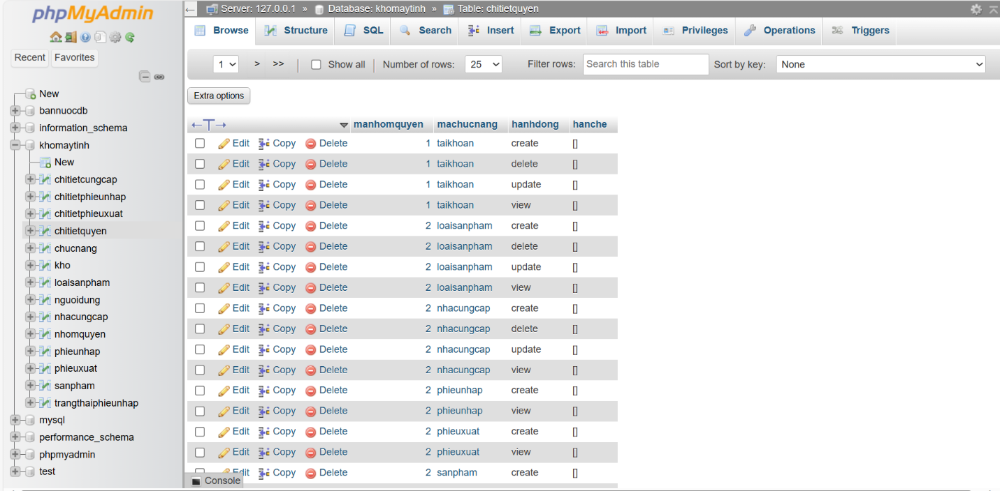 phpMyAdmin
Recent Favorites
New
bannuocdb
information_schema
khomaytinh
New
chitietcungcap
chitietphieunhap
chitietphieuxuat
chitietquyen
chucnang
kho
loaisanpham
nguoidung
nhacungcap
nhomquyen
phieunhap
phieuxuat
sanpham
trangthaiphieunhap
mysql
performance_schema
phpmyadmin
test
Server: 127.0.0.1 » Database: khomaytinh » Table: chitietquyen
Browse Structure SQL Search Insert Export Import Privileges Operations Triggers
1 > >> | Show all | Number of rows: 25 Filter rows: Search this table Sort by key: None
Extra options
←T→ manhomquyen machucnang hanhdong hanche
Edit Copy Delete 1 taikhoan create []
Edit Copy Delete 1 taikhoan delete []
Edit Copy Delete 1 taikhoan update []
Edit Copy Delete 1 taikhoan view []
Edit Copy Delete 2 loaisanpham create []
Edit Copy Delete 2 loaisanpham delete []
Edit Copy Delete 2 loaisanpham update []
Edit Copy Delete 2 loaisanpham view []
Edit Copy Delete 2 nhacungcap create []
Edit Copy Delete 2 nhacungcap delete []
Edit Copy Delete 2 nhacungcap update []
Edit Copy Delete 2 nhacungcap view []
Edit Copy Delete 2 phieunhap create []
Edit Copy Delete 2 phieunhap view []
Edit Copy Delete 2 phieuxuat create []
Edit Copy Delete 2 phieuxuat view []
Edit Copy Delete 2 sanpham create []
Console